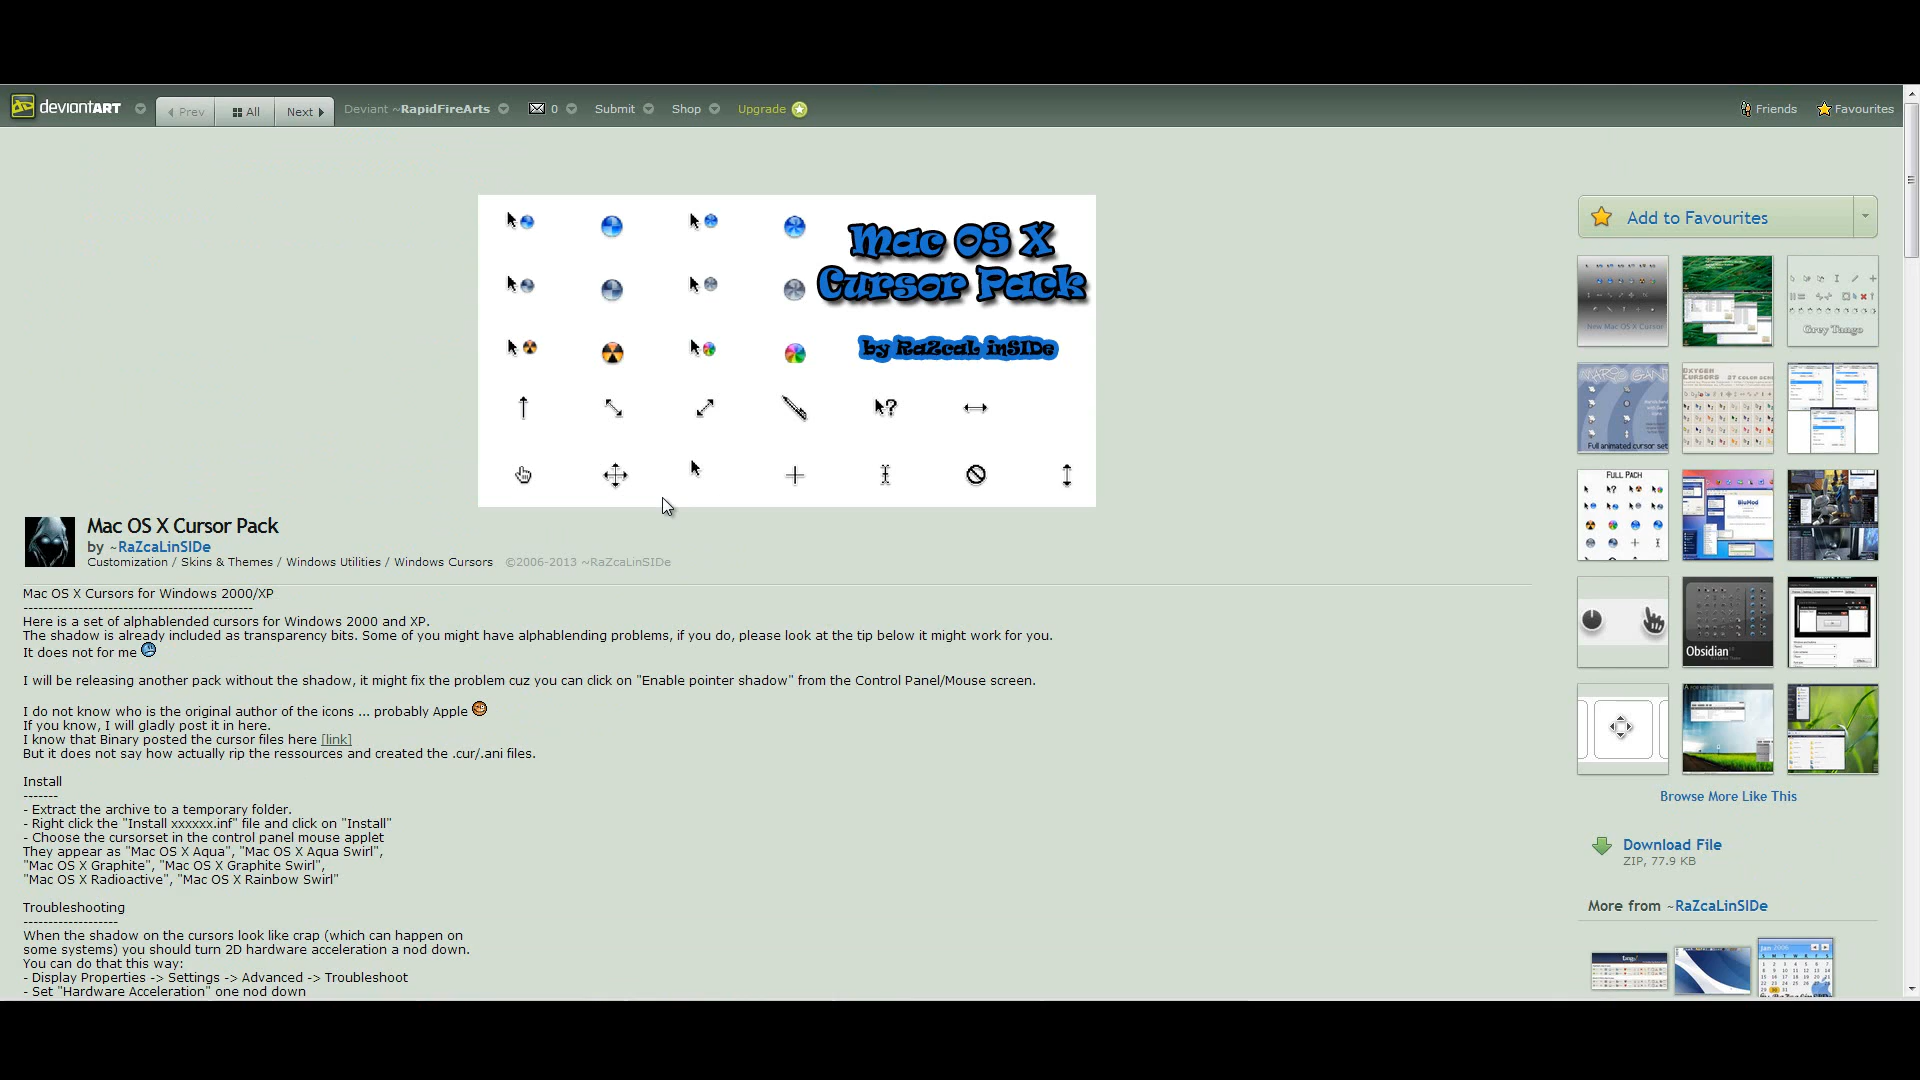 deviantART
Prev
All
Next
Deviant ~RapidFireArts
0
Submit
Shop
Upgrade
Friends
Favourites
Mac OS X
Cursor Pack
by RaZcaL inSIDe
Add to Favourites
New Mac OS X Cursor
Grey Tango
Full animated cursor set
OXYGEN
CURSORS
FULL PACK
BluMod
Obsidian
Mac OS X Cursor Pack
by ~RaZcaLinSIDe
Customization / Skins & Themes / Windows Utilities / Windows Cursors ©2006-2013 ~RaZcaLinSIDe
Mac OS X Cursors for Windows 2000/XP
----------------------------------------------
Here is a set of alphablended cursors for Windows 2000 and XP.
The shadow is already included as transparency bits. Some of you might have alphablending problems, if you do, please look at the tip below it might work for you.
It does not for me
I will be releasing another pack without the shadow, it might fix the problem cuz you can click on "Enable pointer shadow" from the Control Panel/Mouse screen.
I do not know who is the original author of the icons ... probably Apple
If you know, I will gladly post it in here.
I know that Binary posted the cursor files here [link]
But it does not say how actually rip the ressources and created the .cur/.ani files.
Install
-------
- Extract the archive to a temporary folder.
- Right click the "Install xxxxxx.inf" file and click on "Install"
- Choose the cursorset in the control panel mouse applet
They appear as "Mac OS X Aqua", "Mac OS X Aqua Swirl",
"Mac OS X Graphite", "Mac OS X Graphite Swirl",
"Mac OS X Radioactive", "Mac OS X Rainbow Swirl"
Troubleshooting
-------------------
When the shadow on the cursors look like crap (which can happen on
some systems) you should turn 2D hardware acceleration a nod down.
You can do that this way:
- Display Properties -> Settings -> Advanced -> Troubleshoot
- Set "Hardware Acceleration" one nod down
Browse More Like This
Download File
ZIP, 77.9 KB
More from ~RaZcaLinSIDe